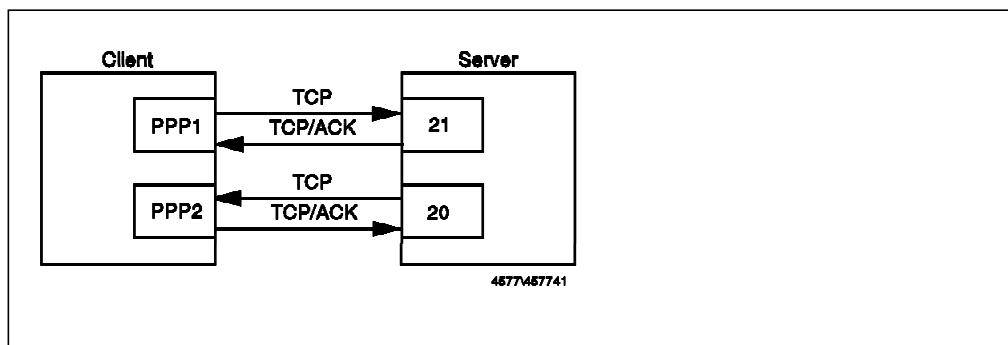 Client
Server
PPP1
TCP
TCP/ACK
21
PPP2
TCP
TCP/ACK
20
4577\457741